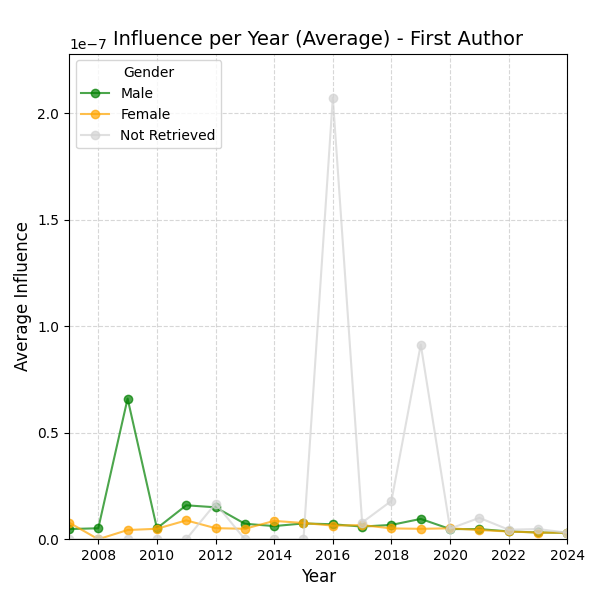 Influence per Year (Average) - First Author
1e−7
Gender
Male
Female
Not Retrieved
2.0
1.5
1.0
0.5
0.0
Average Influence
2008 2010 2012 2014 2016 2018 2020 2022 2024
Year